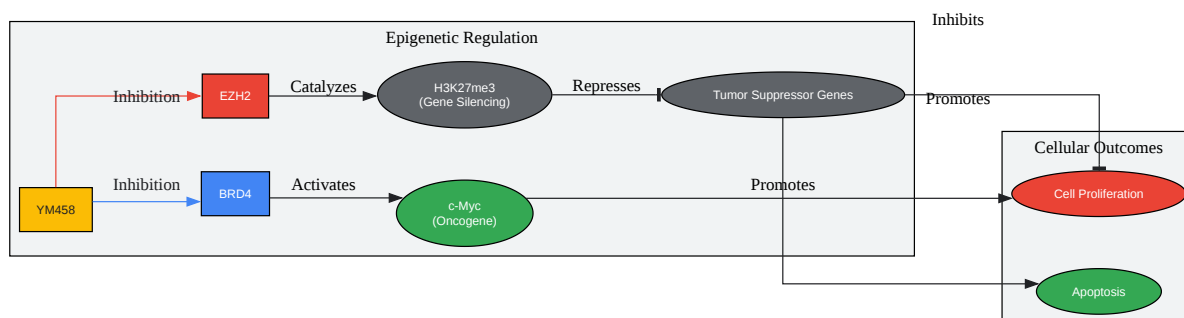 Inhibits
Epigenetic Regulation
Inhibition
EZH2
Catalyzes
H3K27me3
(Gene Silencing)
Represses
Tumor Suppressor Genes
Promotes
Cellular Outcomes
YM458
Inhibition
BRD4
Activates
c-Myc
(Oncogene)
Promotes
Cell Proliferation
Apoptosis